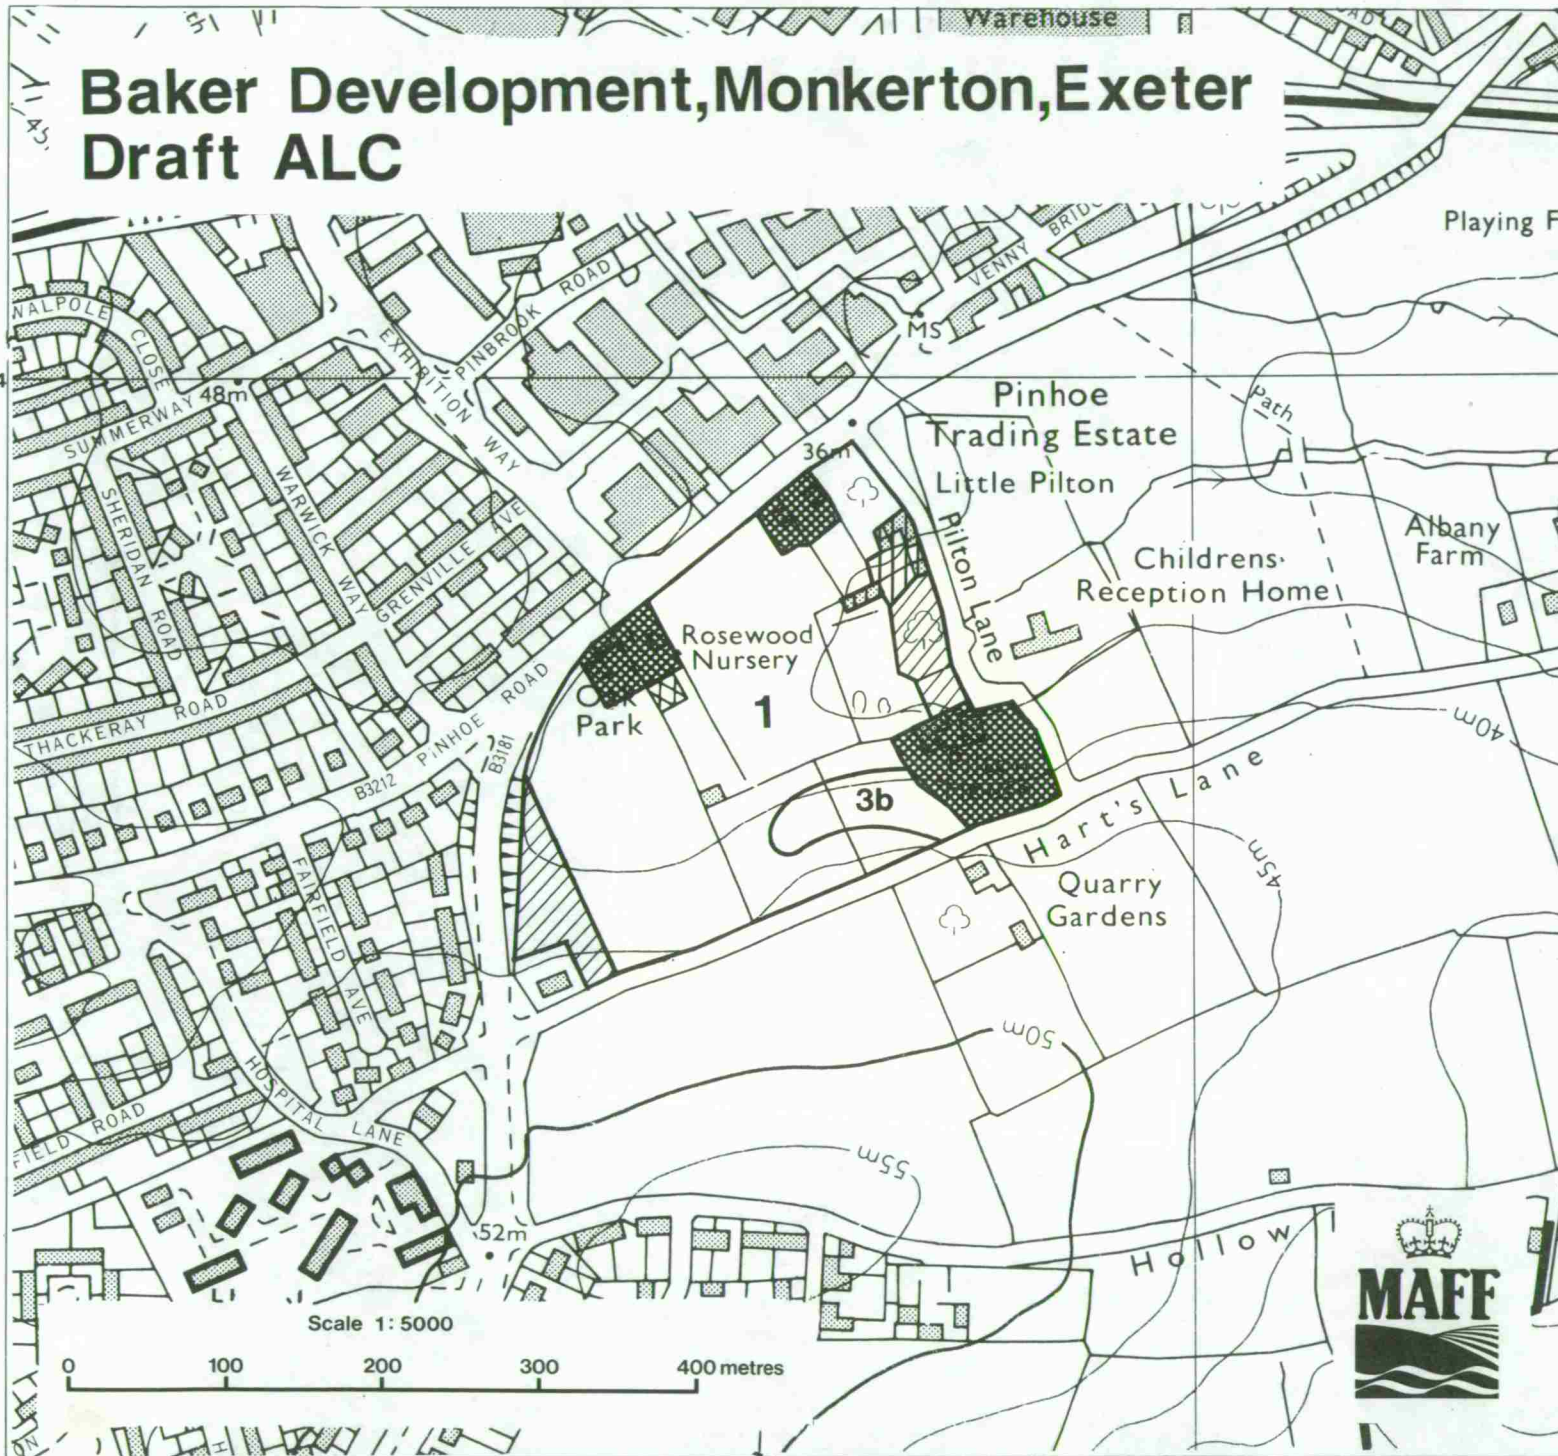 Warehouse
Baker Development,Monkerton,Exeter
Draft ALC
Playing F
VENNY BRIDG
PINBROOK ROAD
WALPOLE CLOSE
EXHIBITION WAY
MS
48m
SUMMERWAY
Pinhoe
Trading Estate
Path
36m
Little Pilton
SHERIDAN ROAD
WARWICK WAY
GRENVILLE AVE
Pilton Lane
Albany
Farm
Childrens
Reception Home
Rosewood
Nursery
Oak
Park
1
THACKERAY ROAD
B3212 PINHOE ROAD
B3181
40m
3b
Hart's Lane
45m
FAIRFIELD AVE
Quarry
Gardens
50m
HOSPITAL LANE
FIELD ROAD
55m
52m
Hollow
MAFF
Scale 1:5000
0 100 200 300 400 metres